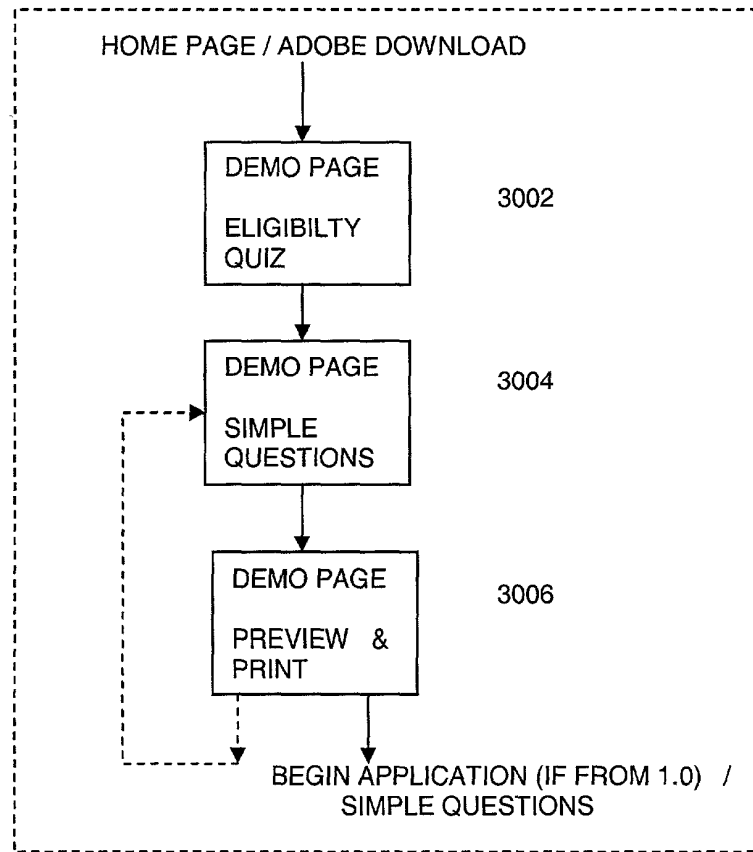 HOME PAGE / ADOBE DOWNLOAD
DEMO PAGE
3002
ELIGIBILTY
QUIZ
DEMO PAGE
3004
SIMPLE
QUESTIONS
DEMO PAGE
3006
PREVIEW &
PRINT
BEGIN APPLICATION (IF FROM 1.0) /
SIMPLE QUESTIONS